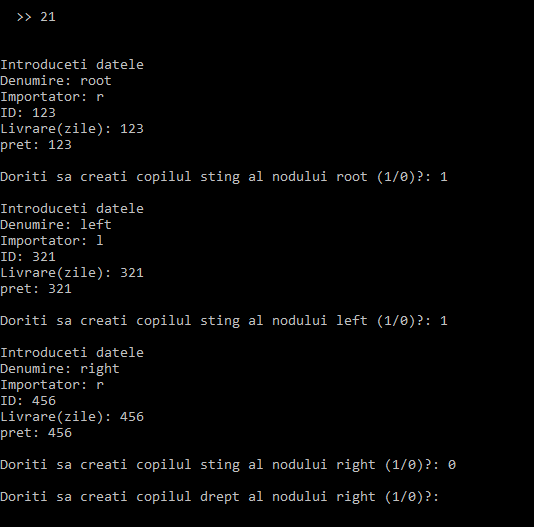 >> 21
Introduceti datele
Denumire: root
Importator: r
ID: 123
Livrare(zile): 123
pret: 123
Doriti sa creati copilul sting al nodului root (1/0)?: 1
Introduceti datele
Denumire: left
Importator: l
ID: 321
Livrare(zile): 321
pret: 321
Doriti sa creati copilul sting al nodului left (1/0)?: 1
Introduceti datele
Denumire: right
Importator: r
ID: 456
Livrare(zile): 456
pret: 456
Doriti sa creati copilul sting al nodului right (1/0)?: 0
Doriti sa creati copilul drept al nodului right (1/0)?: